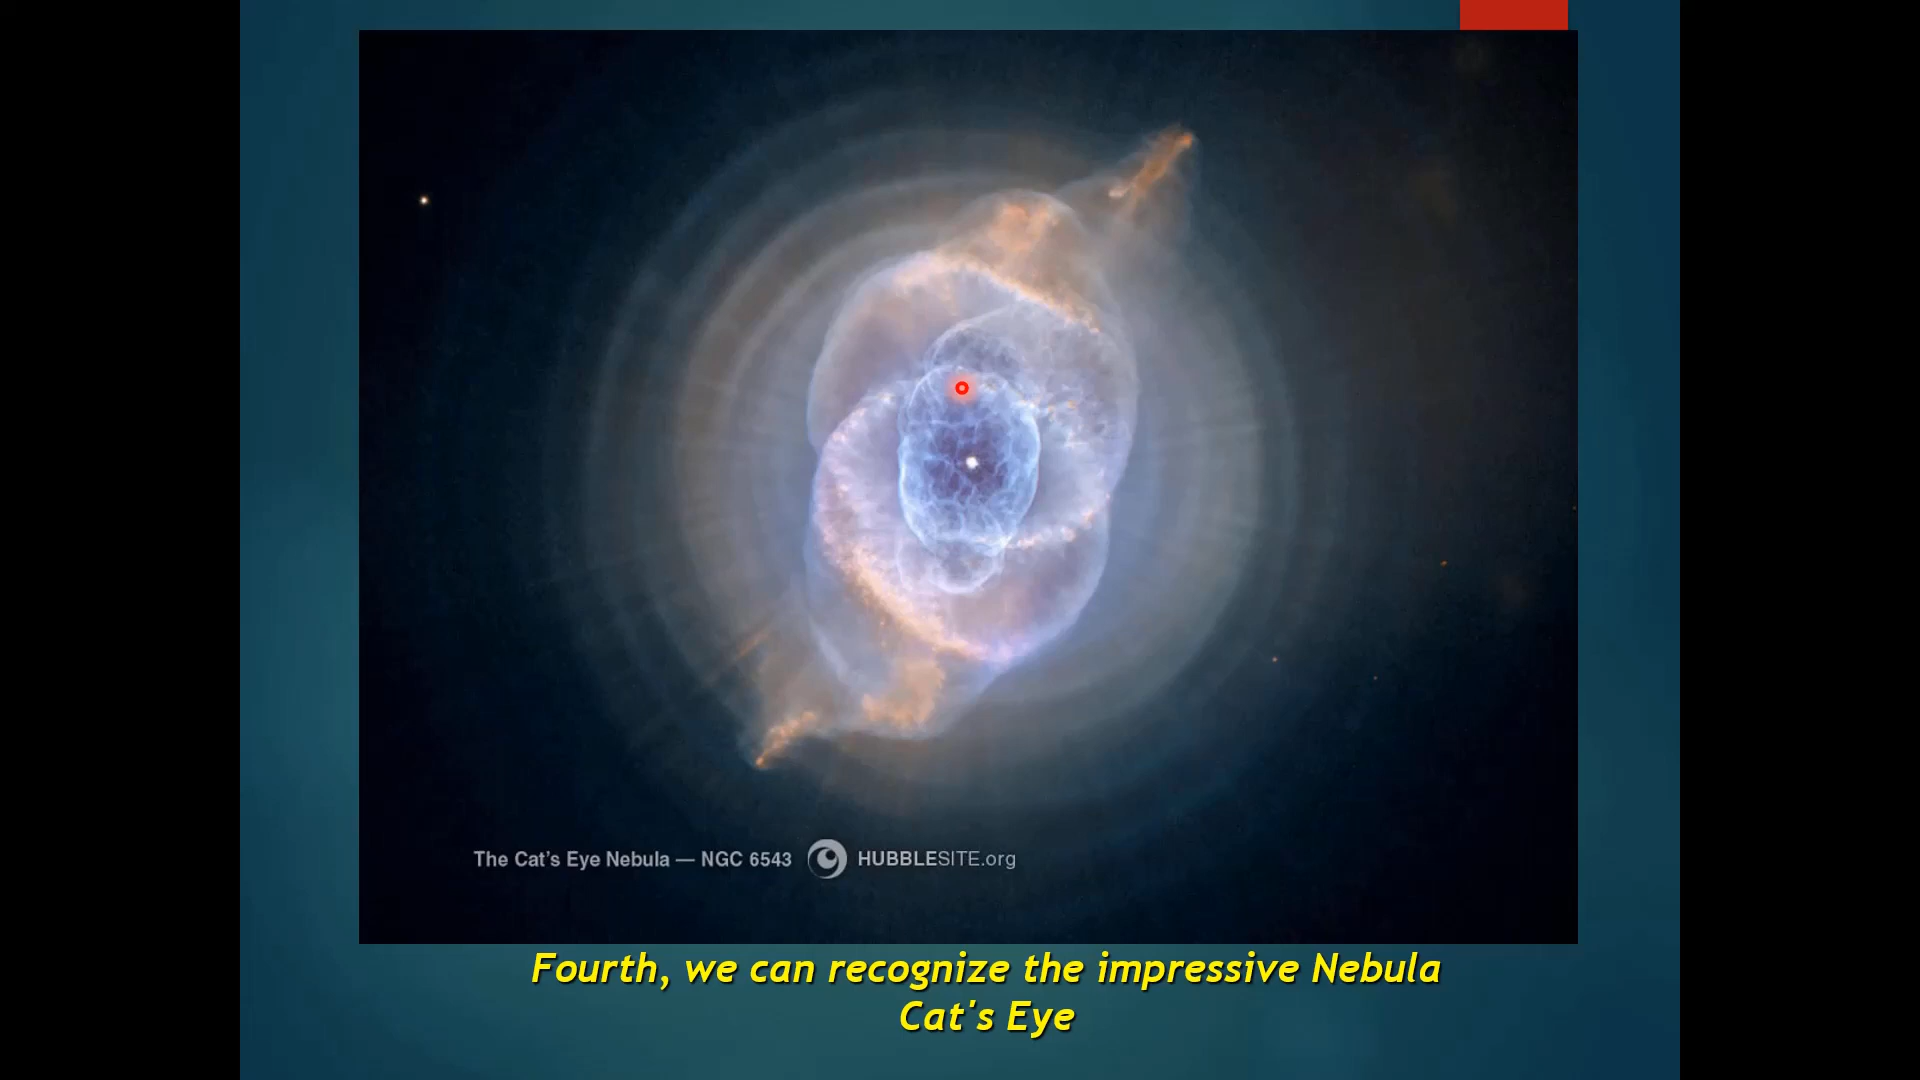 The Cat's Eye Nebula — NGC 6543 HUBBLESITE.org
Fourth, we can recognize the impressive Nebula
Cat's Eye